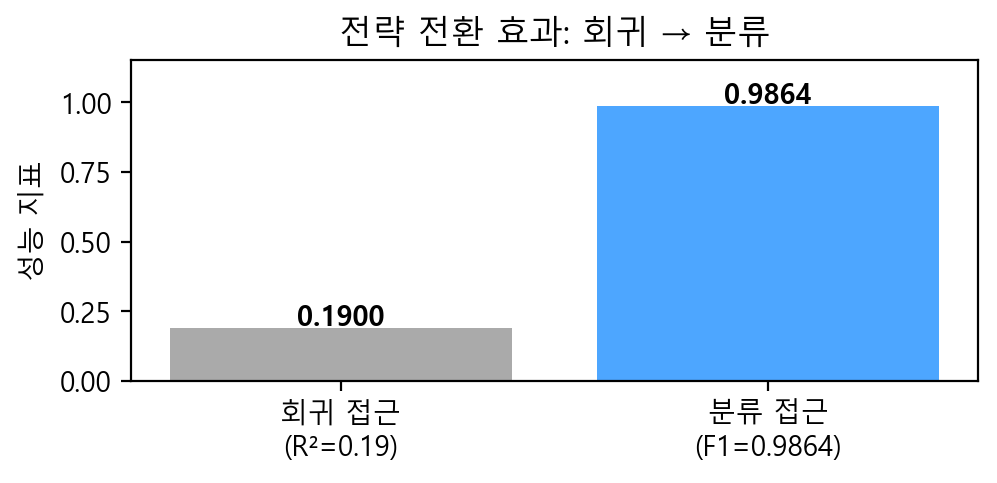 전략 전환 효과: 회귀 → 분류
성능 지표
1.00
0.75
0.50
0.25
0.00
0.1900
0.9864
회귀 접근
(R²=0.19)
분류 접근
(F1=0.9864)